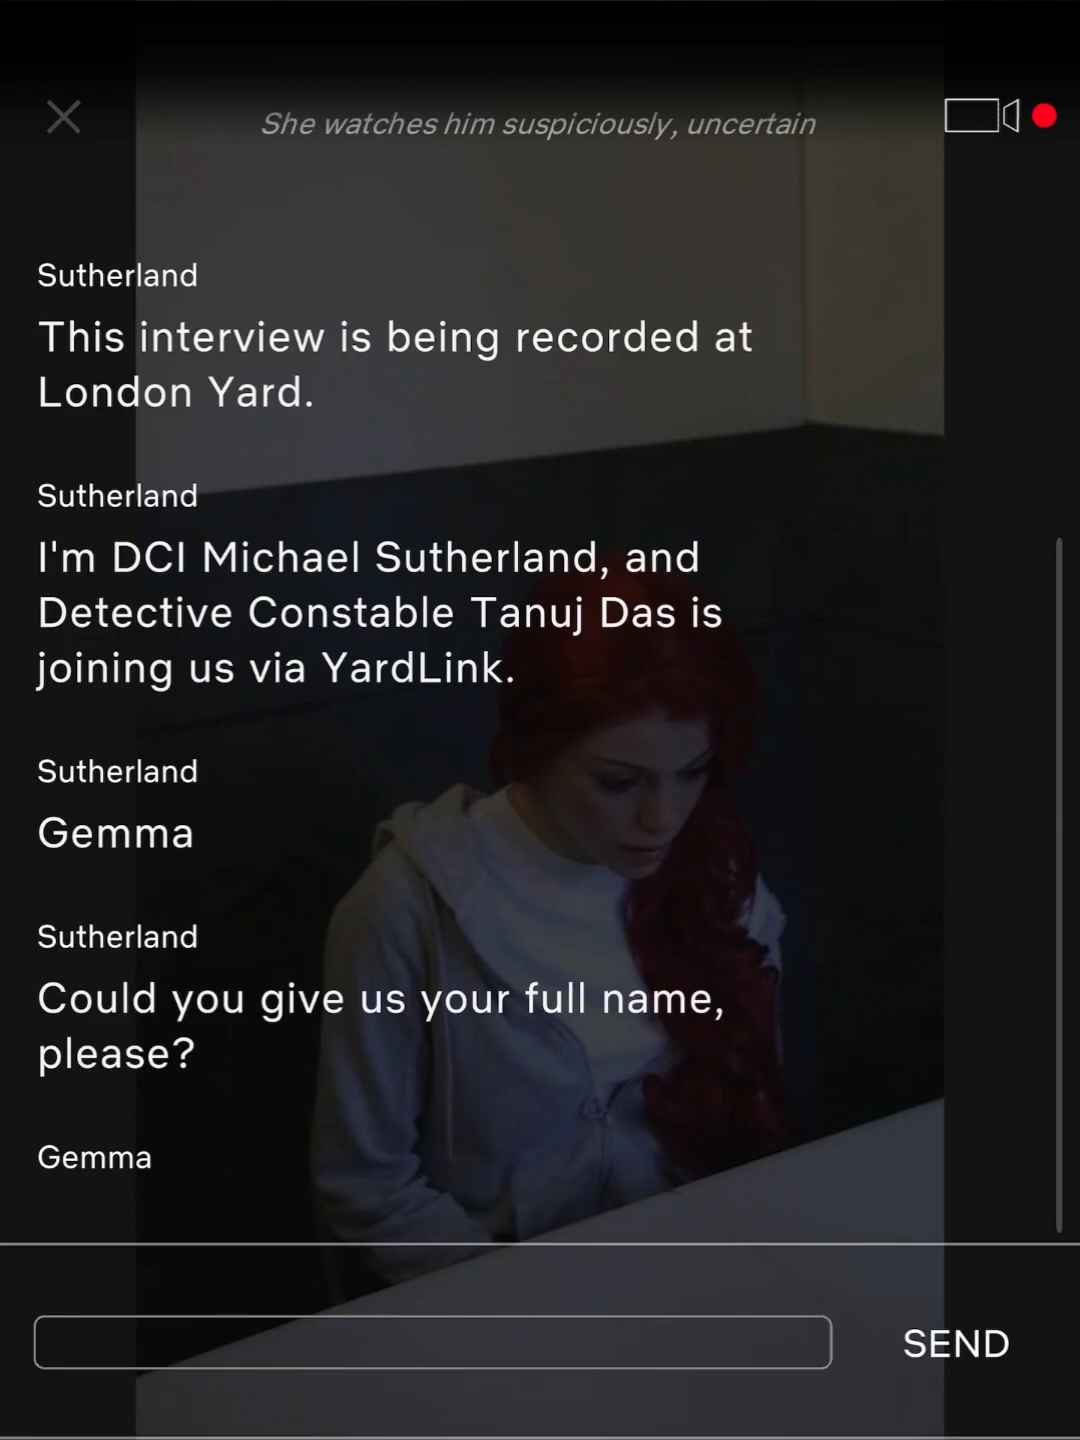 She watches him suspiciously, uncertain
Sutherland
This interview is being recorded at
London Yard.
Sutherland
I'm DCI Michael Sutherland, and
Detective Constable Tanuj Das is
joining us via YardLink.
Sutherland
Gemma
Sutherland
Could you give us your full name,
please?
Gemma
SEND